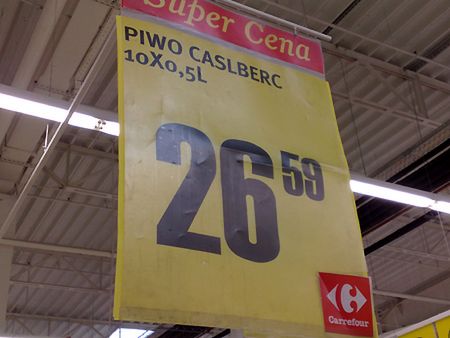 Super Cena
PIWO CASLBERC
10X0,5L
26 59
Carrefour